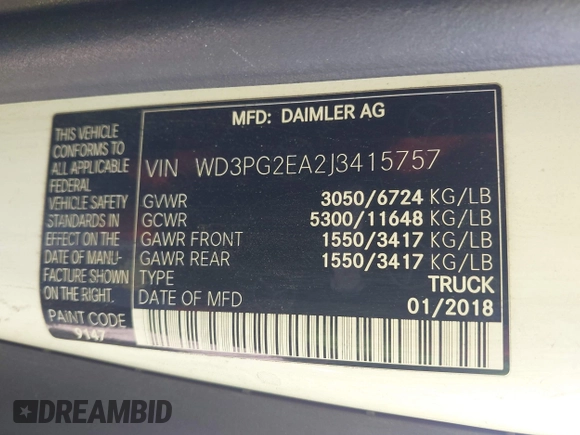 MFD: DAIMLER AG
THIS VEHICLE
CONFORMS TO
ALL APPLICABLE
FEDERAL
VEHICLE SAFETY
STANDARDS IN
EFFECT ON THE
DATE OF MANU-
FACTURE SHOWN
ON THE RIGHT.
PAINT CODE
9147
VIN WD3PG2EA2J3415757
GVWR 3050/6724 KG/LB
GCWR 5300/11648 KG/LB
GAWR FRONT 1550/3417 KG/LB
GAWR REAR 1550/3417 KG/LB
TYPE TRUCK
DATE OF MFD 01/2018
DREAMBID